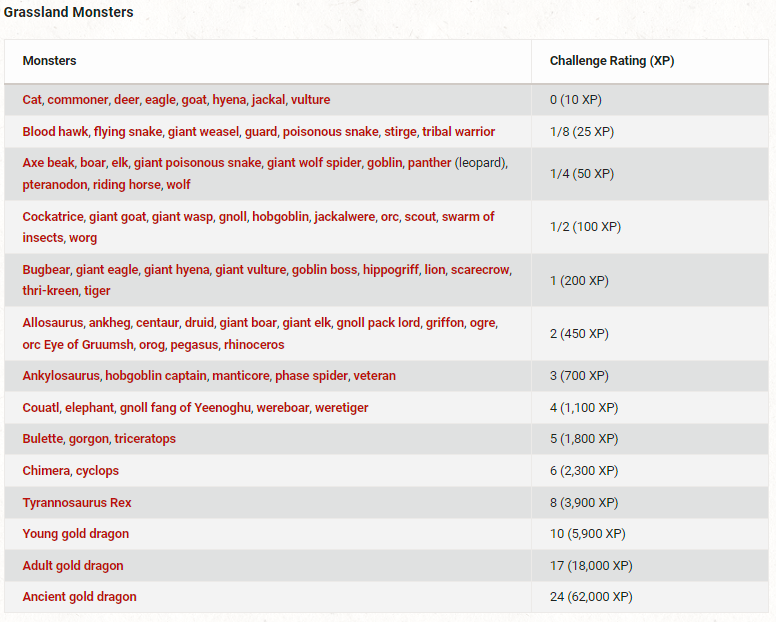 Grassland Monsters
Monsters Challenge Rating (XP)
Cat, commoner, deer, eagle, goat, hyena, jackal, vulture 0 (10 XP)
Blood hawk, flying snake, giant weasel, guard, poisonous snake, stirge, tribal warrior 1/8 (25 XP)
Axe beak, boar, elk, giant poisonous snake, giant wolf spider, goblin, panther (leopard),
pteranodon, riding horse, wolf 1/4 (50 XP)
Cockatrice, giant goat, giant wasp, gnoll, hobgoblin, jackalwere, orc, scout, swarm of
insects, worg 1/2 (100 XP)
Bugbear, giant eagle, giant hyena, giant vulture, goblin boss, hippogriff, lion, scarecrow,
thri-kreen, tiger 1 (200 XP)
Allosaurus, ankheg, centaur, druid, giant boar, giant elk, gnoll pack lord, griffon, ogre,
orc Eye of Gruumsh, orog, pegasus, rhinoceros 2 (450 XP)
Ankylosaurus, hobgoblin captain, manticore, phase spider, veteran 3 (700 XP)
Couatl, elephant, gnoll fang of Yeenoghu, wereboar, weretiger 4 (1,100 XP)
Bulette, gorgon, triceratops 5 (1,800 XP)
Chimera, cyclops 6 (2,300 XP)
Tyrannosaurus Rex 8 (3,900 XP)
Young gold dragon 10 (5,900 XP)
Adult gold dragon 17 (18,000 XP)
Ancient gold dragon 24 (62,000 XP)